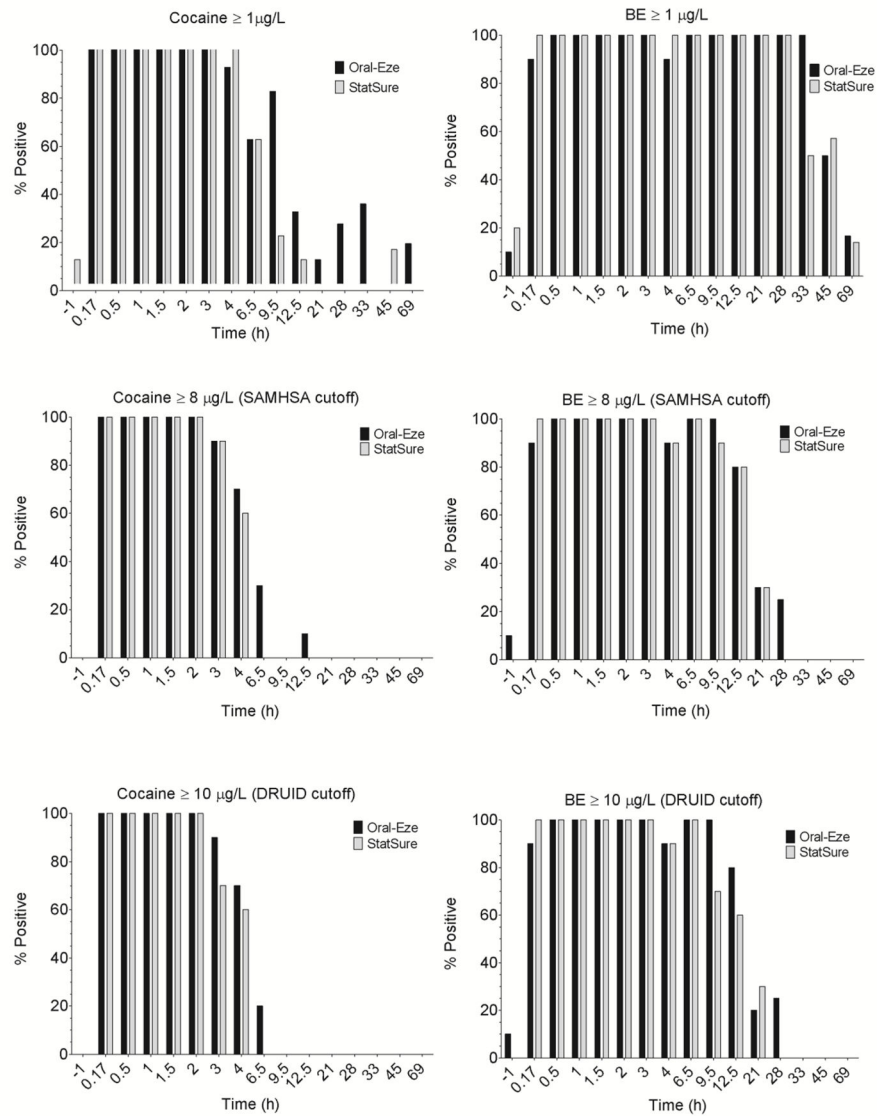 Cocaine ≥ 1µg/L
Oral-Eze
StatSure
% Positive
100
80
60
40
20
0
-1 0.17 0.5 1 1.5 2 3 4 6.5 9.5 12.5 21 28 33 45 69
Time (h)
BE ≥ 1 µg/L
Oral-Eze
StatSure
% Positive
100
80
60
40
20
0
-1 0.17 0.5 1 1.5 2 3 4 6.5 9.5 12.5 21 28 33 45 69
Time (h)
Cocaine ≥ 8 µg/L (SAMHSA cutoff)
Oral-Eze
StatSure
% Positive
100
80
60
40
20
0
-1 0.17 0.5 1 1.5 2 3 4 6.5 9.5 12.5 21 28 33 45 69
Time (h)
BE ≥ 8 µg/L (SAMHSA cutoff)
Oral-Eze
StatSure
% Positive
100
80
60
40
20
0
-1 0.17 0.5 1 1.5 2 3 4 6.5 9.5 12.5 21 28 33 45 69
Time (h)
Cocaine ≥ 10 µg/L (DRUID cutoff)
Oral-Eze
StatSure
% Positive
100
80
60
40
20
0
-1 0.17 0.5 1 1.5 2 3 4 6.5 9.5 12.5 21 28 33 45 69
Time (h)
BE ≥ 10 µg/L (DRUID cutoff)
Oral-Eze
StatSure
% Positive
100
80
60
40
20
0
-1 0.17 0.5 1 1.5 2 3 4 6.5 9.5 12.5 21 28 33 45 69
Time (h)